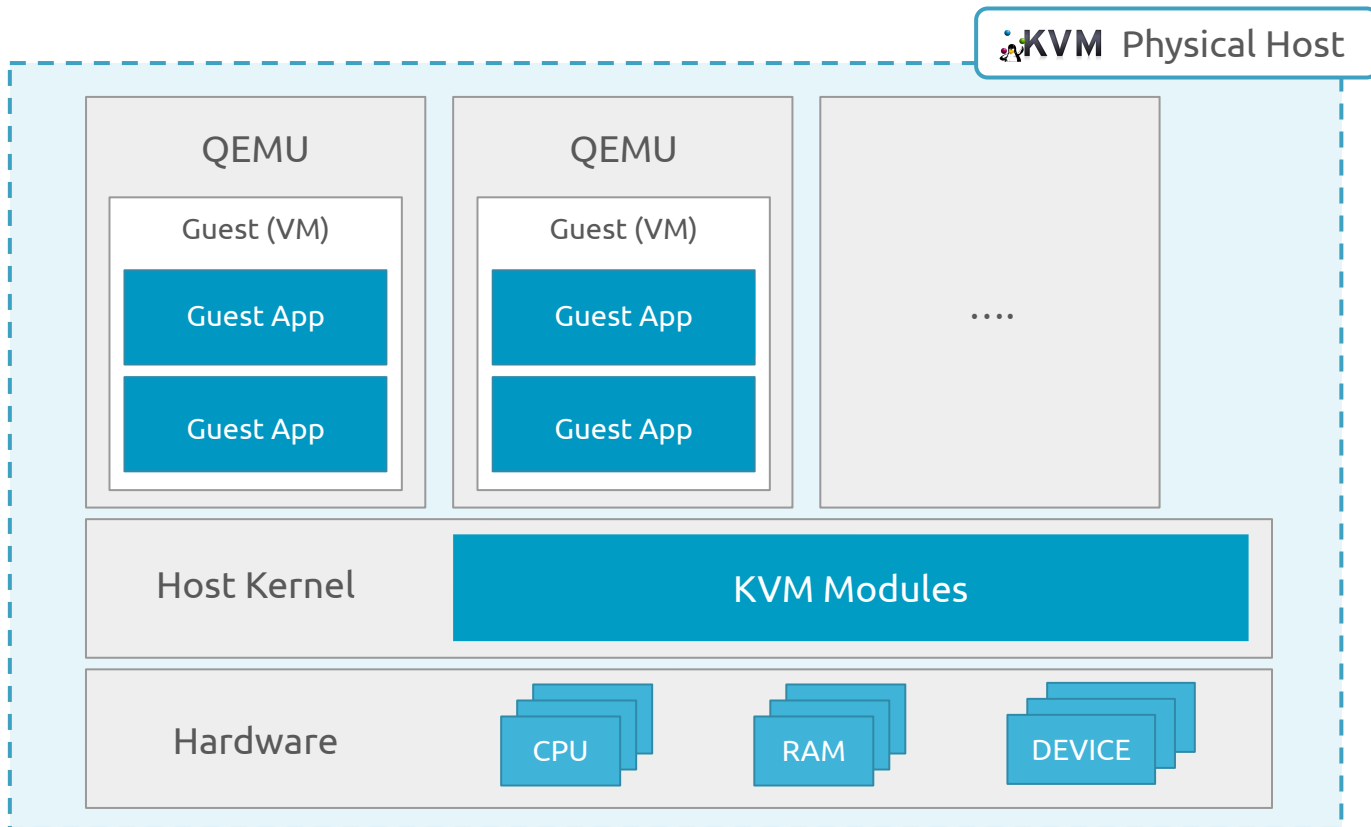 KVM Physical Host
QEMU
Guest (VM)
Guest App
Guest App
QEMU
Guest (VM)
Guest App
Guest App
....
Host Kernel
KVM Modules
Hardware
CPU
RAM
DEVICE